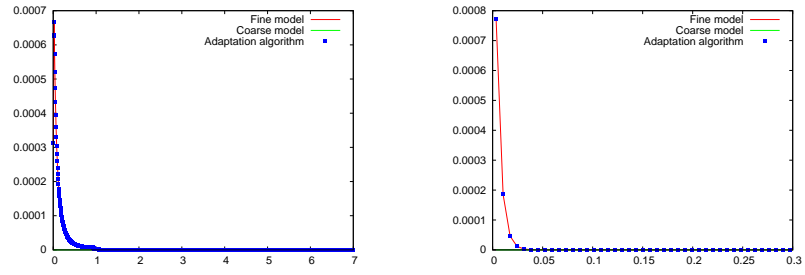 Fine model
Coarse model
Adaptation algorithm
0.0007
0.0006
0.0005
0.0004
0.0003
0.0002
0.0001
0
0 1 2 3 4 5 6 7
Fine model
Coarse model
Adaptation algorithm
0.0008
0.0007
0.0006
0.0005
0.0004
0.0003
0.0002
0.0001
0
0 0.05 0.1 0.15 0.2 0.25 0.3